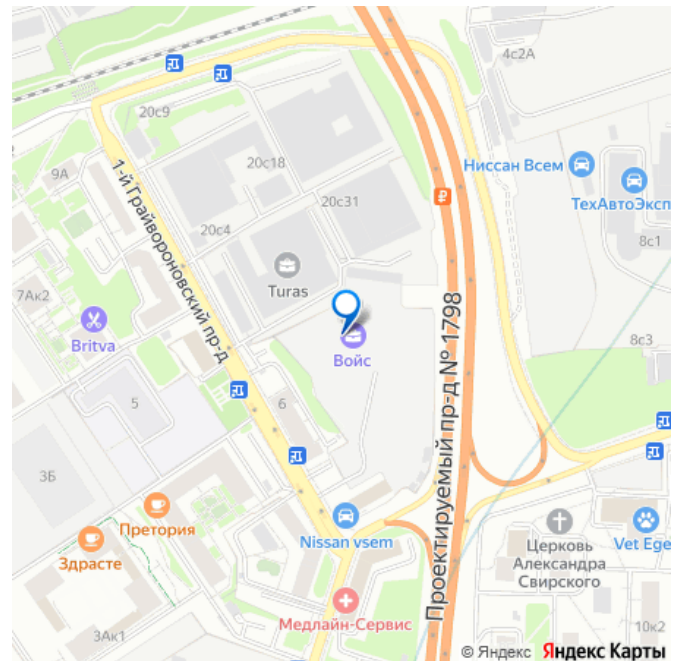 4с2А
20с9
Ниссан Всем
9А
20с18
ТехАвтоЭксп
1-й Грайвороновский пр-д
20с31
20с4
8с1
Turas
7Ак2
Проектируемый пр-д № 1798
Britva
Войс
8с3
5
6
3Б
Претория
Nissan vsem
Здрасте
Церковь
Александра
Свирского
Vet Ege
Медлайн-Сервис
10к2
3Ак1
© Яндекс Яндекс Карты